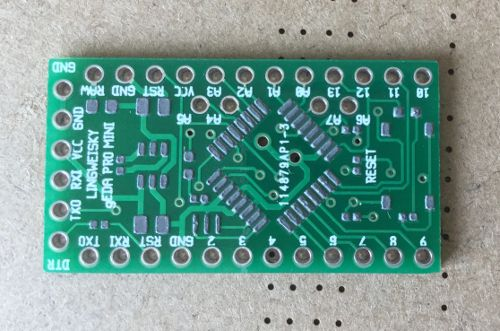 GND
RAW
GND
RST
VCC
A3
A2
A1
A0
13
12
11
10
A5
A4
A7
A6
GND
VCC
RXI
TXO
DTR
LINGWEISKY
gEDA PRO MINI
114879AP1-3
RESET
TXO
RXI
RST
GND
2
3
4
5
6
7
8
9